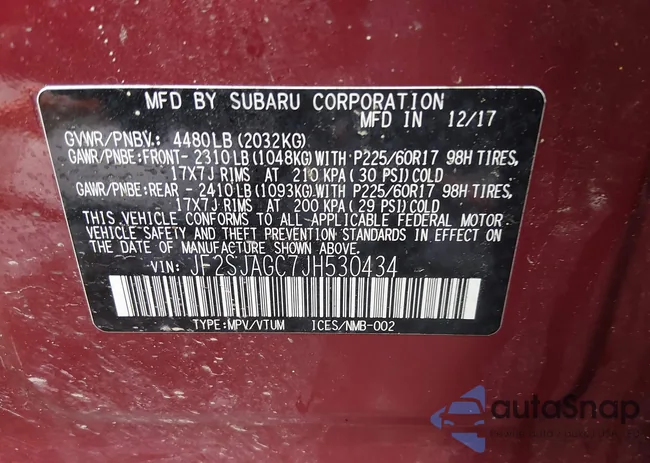 MFD BY SUBARU CORPORATION
MFD IN 12/17
GVWR/PNBV.: 4480LB(2032KG)
GAWR/PNBE:FRONT- 2310LB(1048KG)WITH P225/60R17 98H TIRES,
17X7J RIMS AT 210 KPA(30 PSI)COLD
GAWR/PNBE:REAR -2410LB(1093KG)WITH P225/60R17 98H TIRES,
17X7J RIMS AT 200 KPA(29 PSI)COLD
THIS VEHICLE CONFORMS TO ALL APPLICABLE FEDERAL MOTOR
VEHICLE SAFETY AND THEFT PREVENTION STANDARDS IN EFFECT ON
THE DATE OF MANUFACTURE SHOWN ABOVE.
VIN: JF2SJAGC7JH530434
TYPE:MPV/VTUM ICES/NMB-002
autoSnap